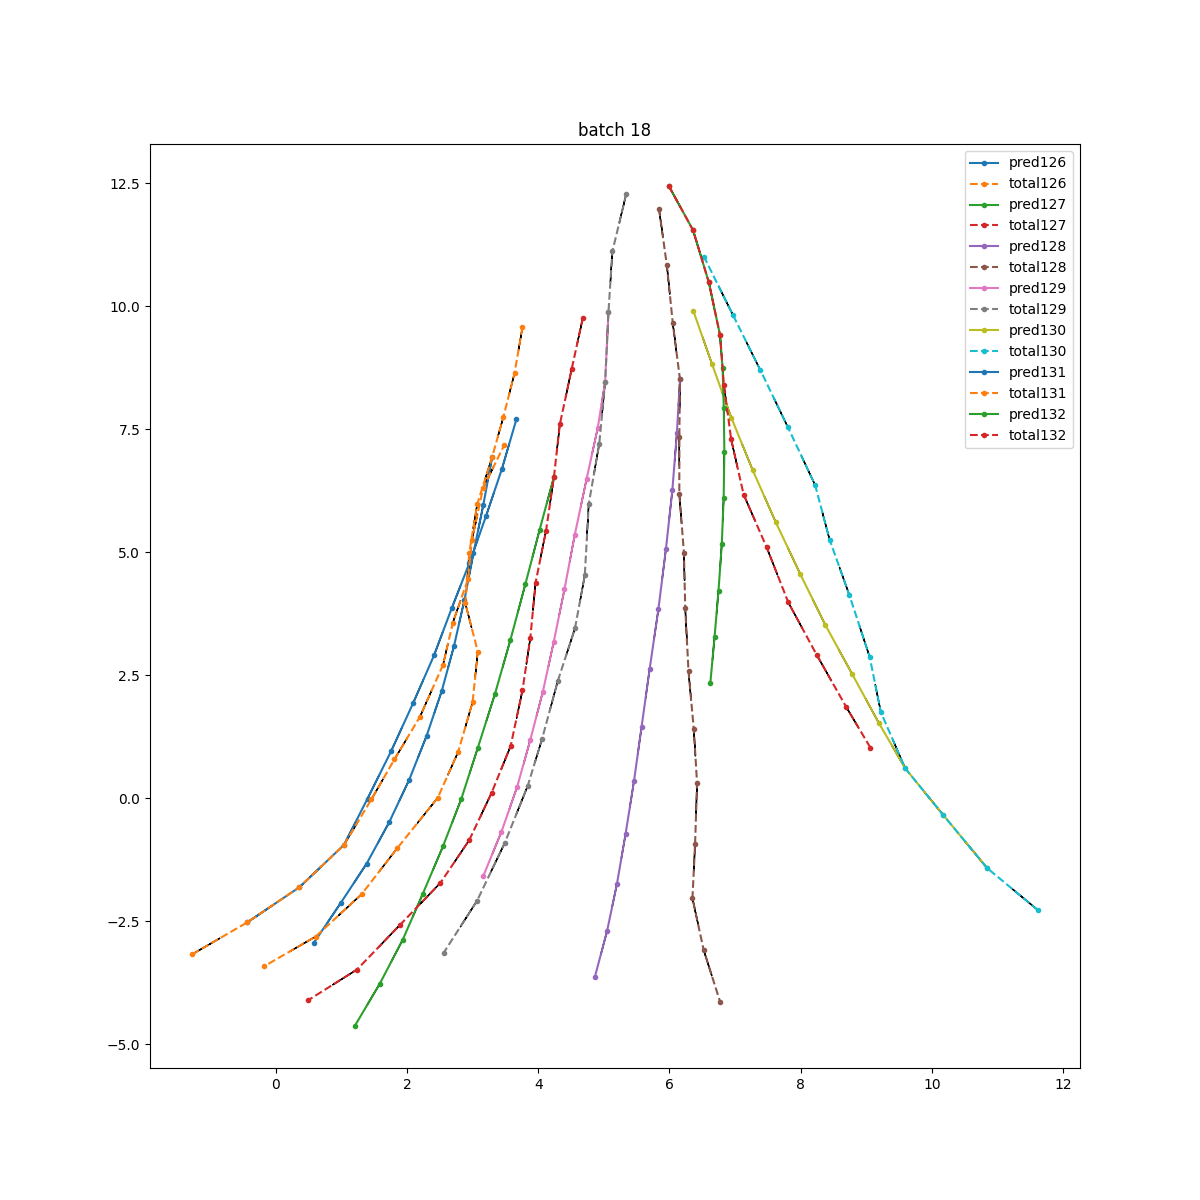 batch 18
12.5
10.0
7.5
5.0
2.5
0.0
−2.5
−5.0
0 2 4 6 8 10 12
pred126
total126
pred127
total127
pred128
total128
pred129
total129
pred130
total130
pred131
total131
pred132
total132